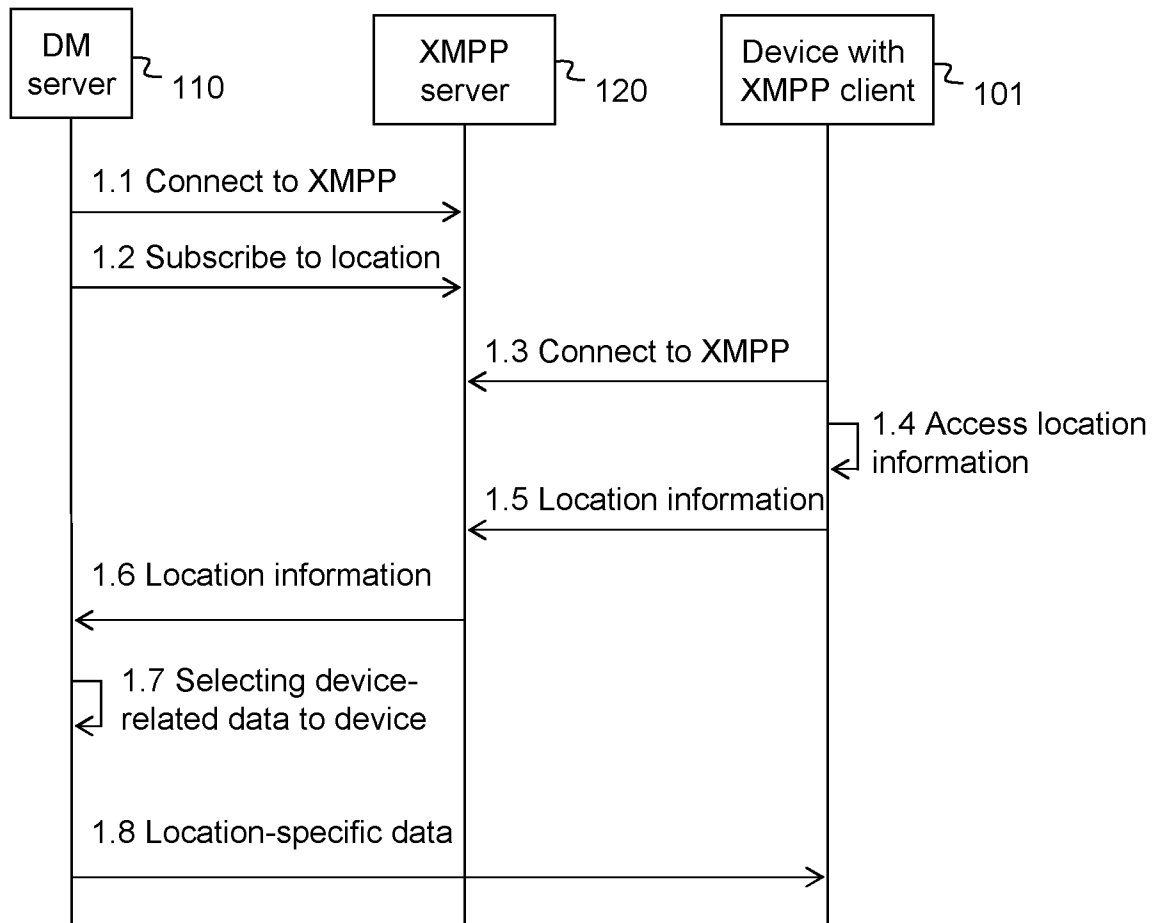 DM
server
110
XMPP
server
120
Device with
XMPP client
101
1.1 Connect to XMPP
1.2 Subscribe to location
1.3 Connect to XMPP
1.4 Access location
information
1.5 Location information
1.6 Location information
1.7 Selecting device-
related data to device
1.8 Location-specific data